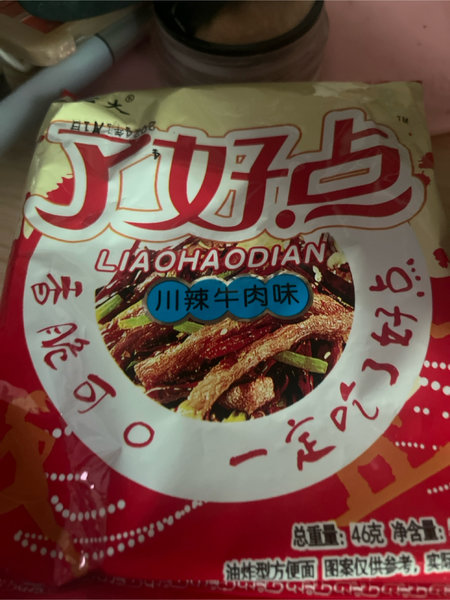 大®
了好点
TM
LIAOHAODIAN
川辣牛肉味
香脆可口
一定吃了好点...
总重量: 46克 净含量:
油炸型方便面 图案仅供参考, 实际